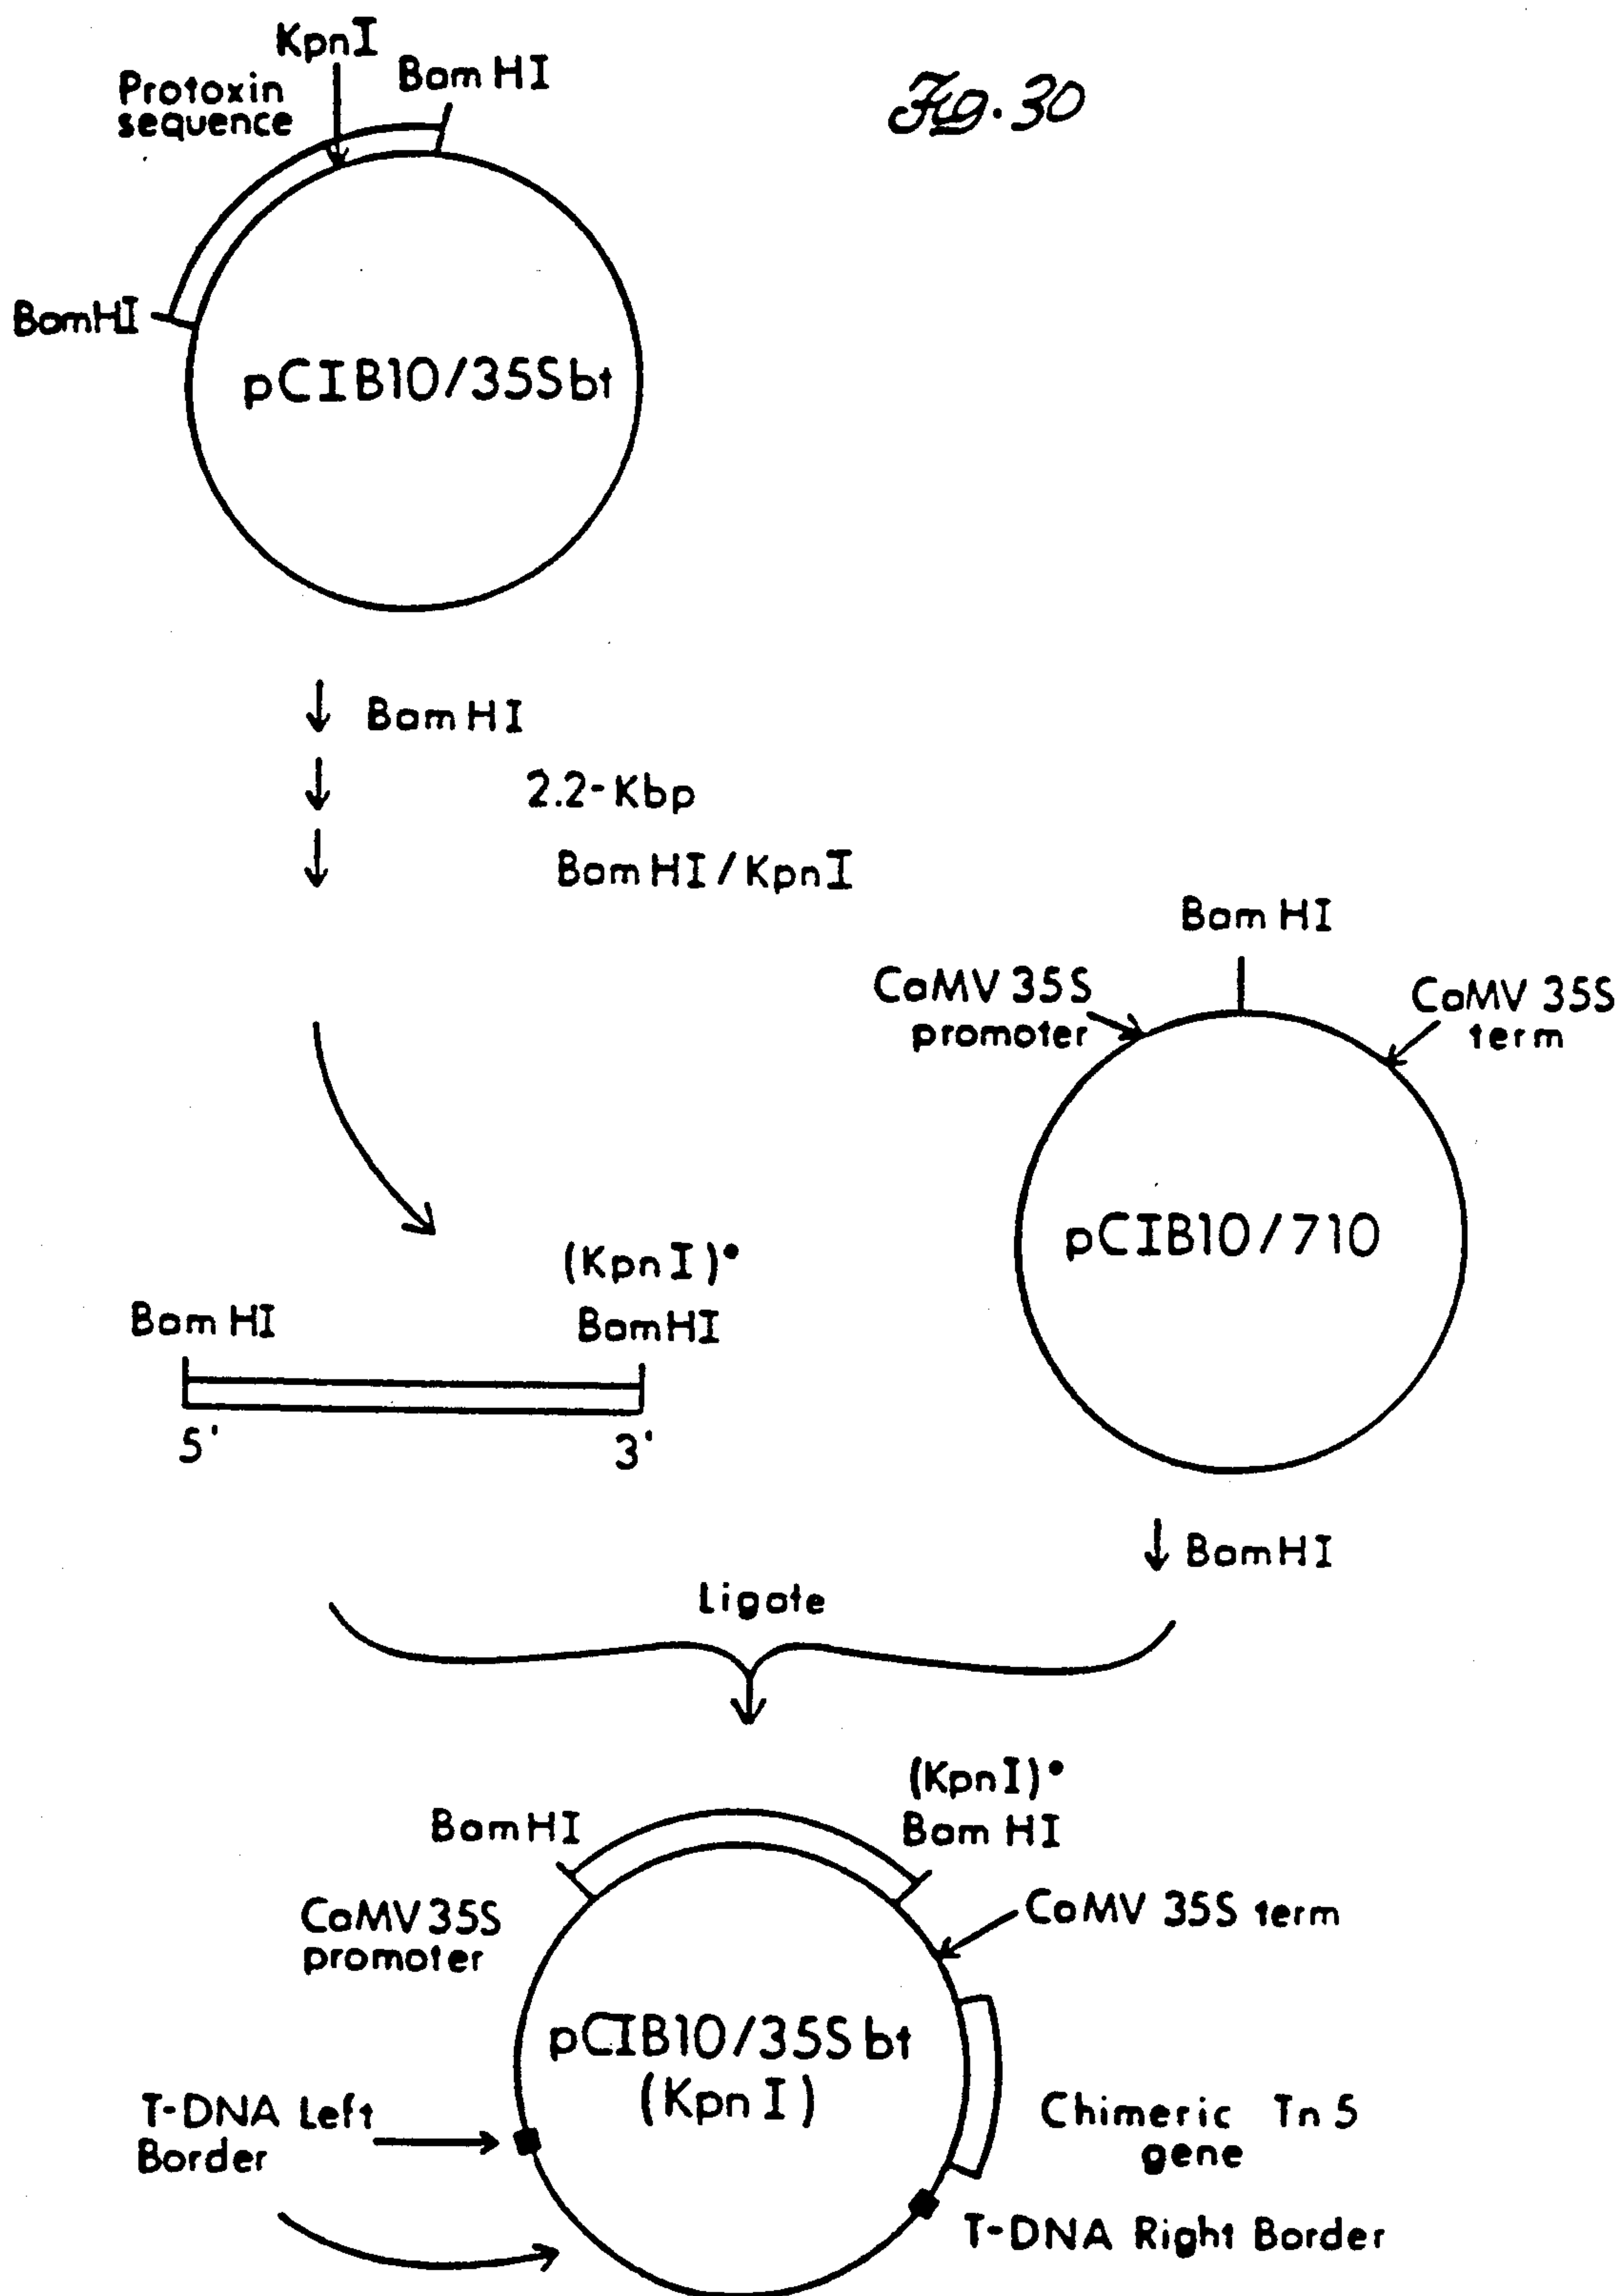 Fig. 30
KpnI
Protoxin
sequence
Bam HI
BamHI
pCIB10/35Sbt
Bam HI
2.2-Kbp
Bam HI/KpnI
Bam HI
CaMV 35S
promoter
CaMV 35S
term
pCIB10/710
(KpnI)•
Bam HI
BamHI
5'
3'
BamHI
Ligate
(KpnI)•
BamHI
Bam HI
CaMV 35S
promoter
CaMV 35S term
pCIB10/35S bt
(KpnI)
T-DNA Left
Border
Chimeric Tn 5
gene
T-DNA Right Border